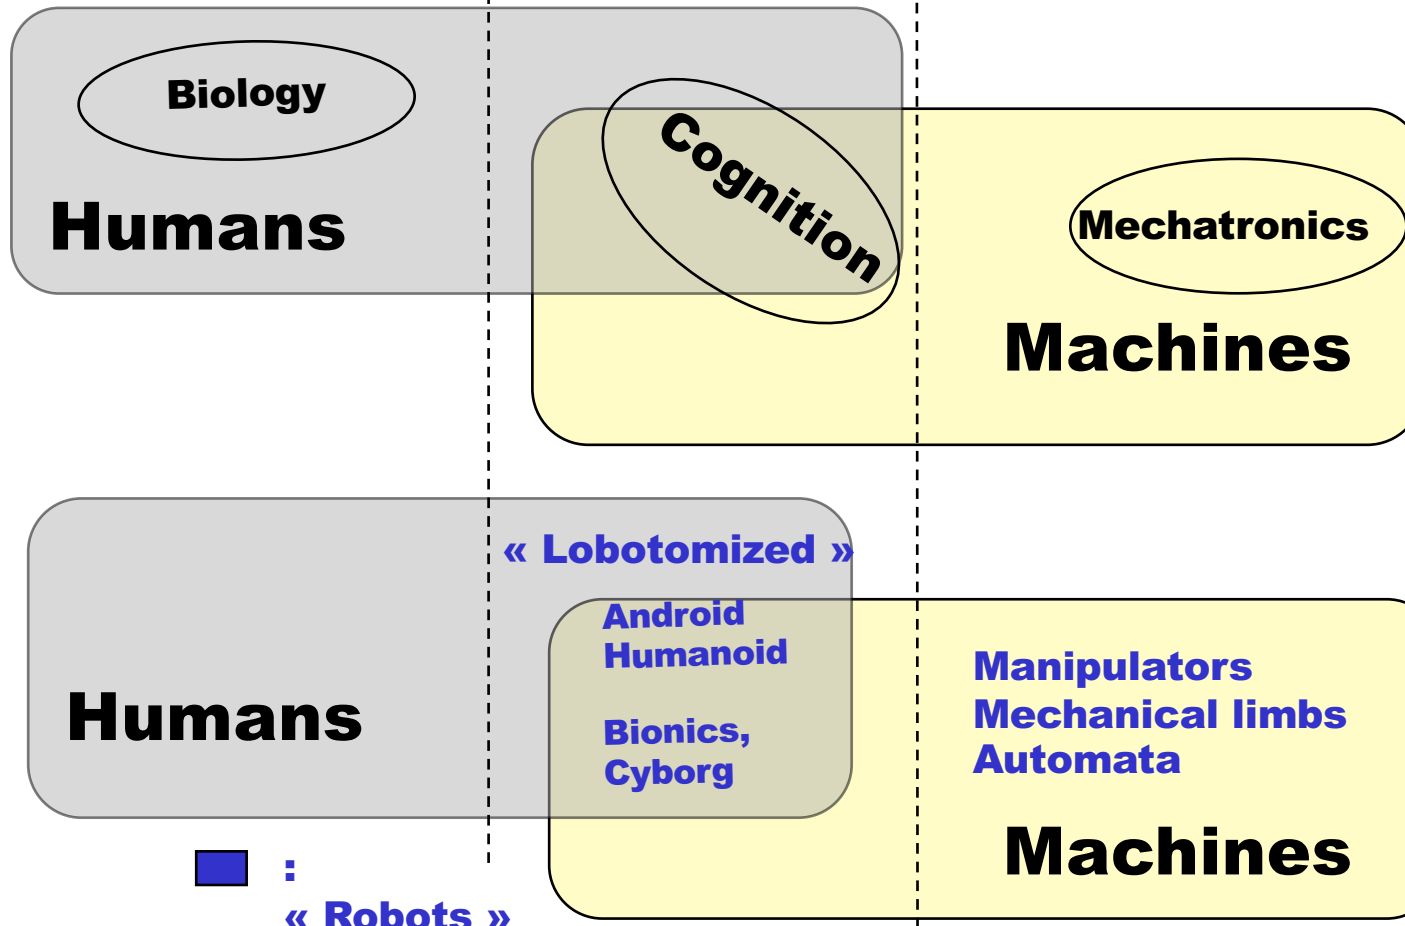 Biology
Humans
Cognition
Mechatronics
Machines
« Lobotomized »
Android
Humanoid
Bionics,
Cyborg
Humans
Manipulators
Mechanical limbs
Automata
Machines
:
« Robots »